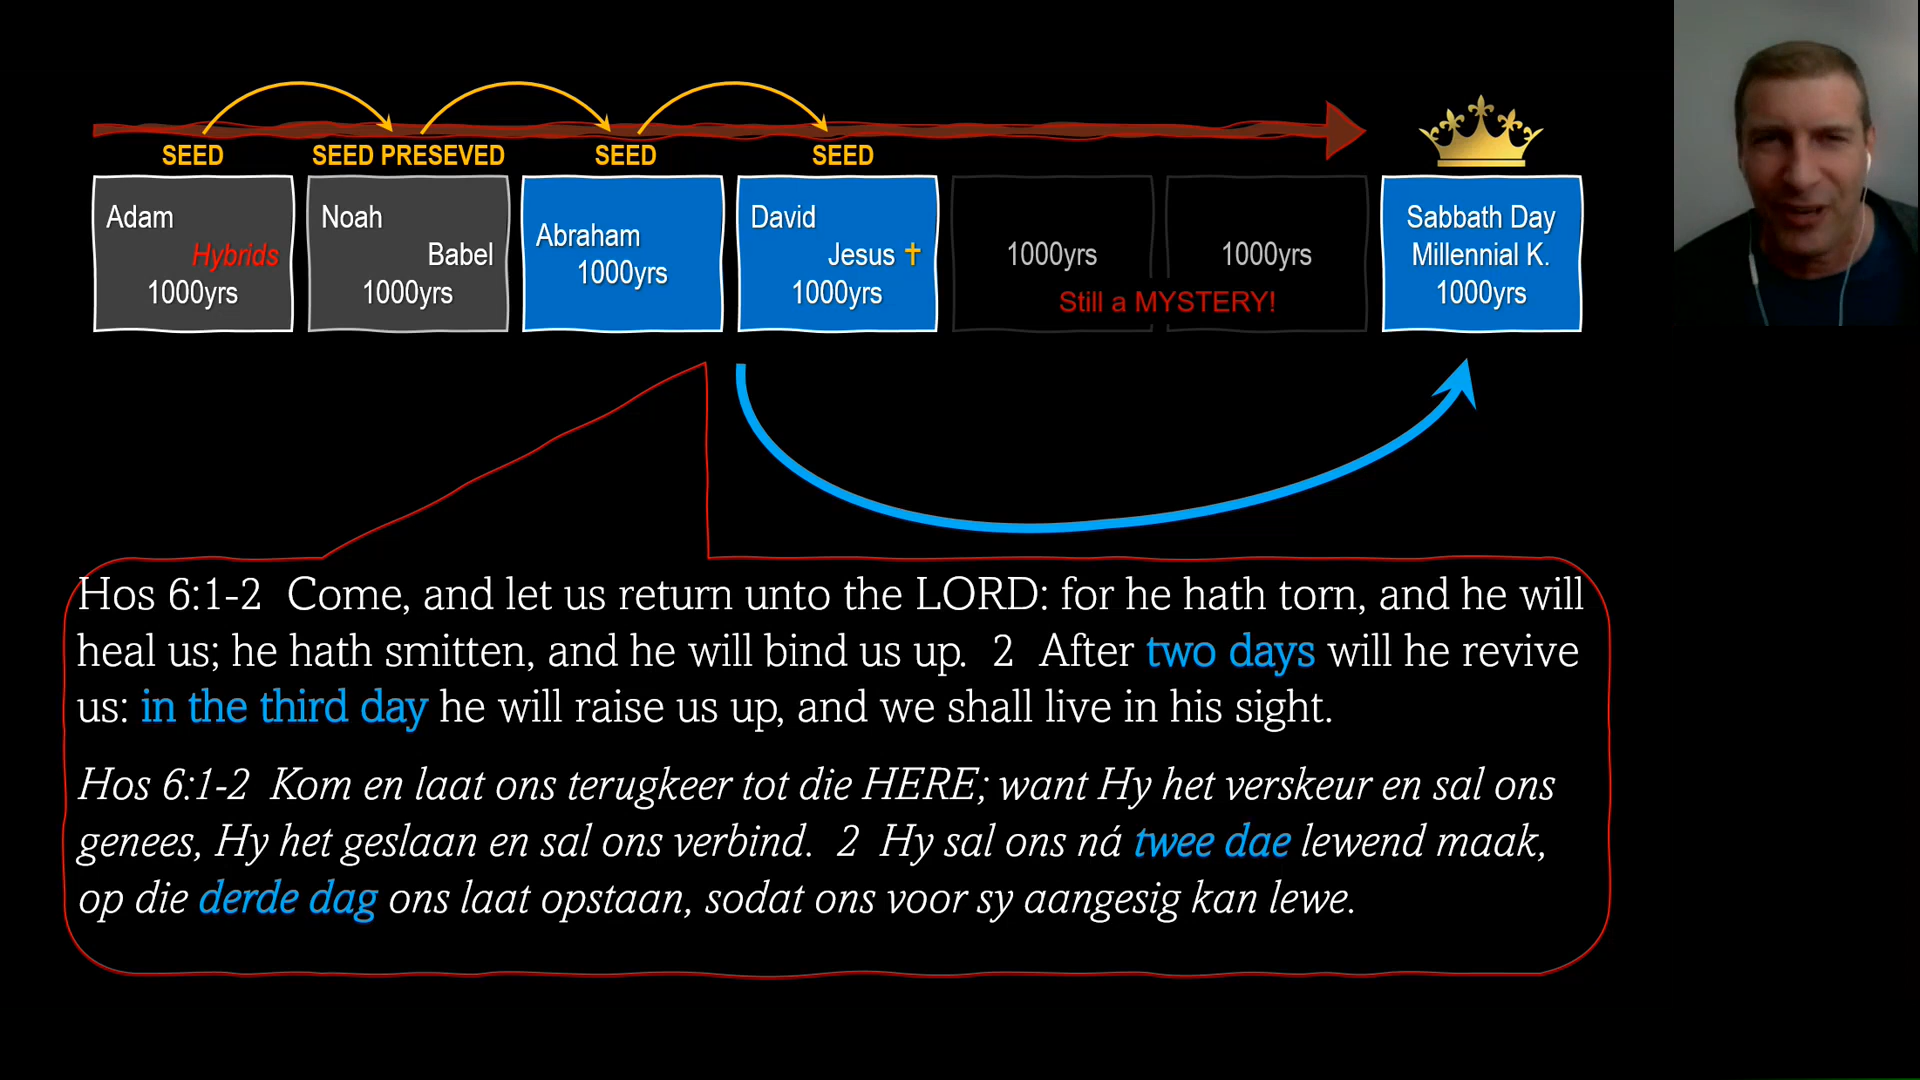 SEED
SEED PRESEVED
SEED
SEED
Adam
Hybrids
1000yrs
Noah
Babel
1000yrs
Abraham
1000yrs
David
Jesus ✝
1000yrs
1000yrs
1000yrs
Still a MYSTERY!
Sabbath Day
Millennial K.
1000yrs
Hos 6:1-2 Come, and let us return unto the LORD: for he hath torn, and he will
heal us; he hath smitten, and he will bind us up. 2 After two days will he revive
us: in the third day he will raise us up, and we shall live in his sight.
Hos 6:1-2 Kom en laat ons terugkeer tot die HERE; want Hy het verskeur en sal ons
genees, Hy het geslaan en sal ons verbind. 2 Hy sal ons ná twee dae lewend maak,
op die derde dag ons laat opstaan, sodat ons voor sy aangesig kan lewe.